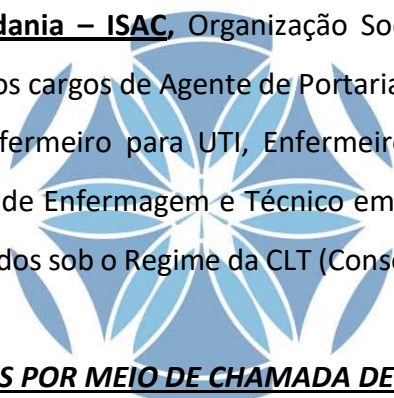 dania – ISAC, Organização So
os cargos de Agente de Portaria
fermeiro para UTI, Enfermeir
de Enfermagem e Técnico em
dos sob o Regime da CLT (Conso
S POR MEIO DE CHAMADA DE